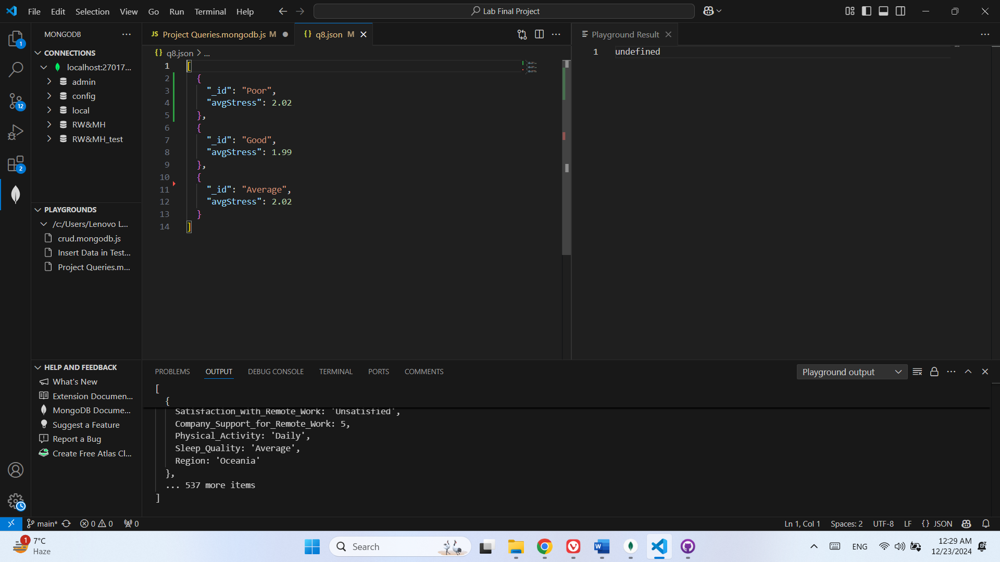 File Edit Selection View Go Run Terminal Help
Lab Final Project
1
12
2
MONGODB
CONNECTIONS
localhost:27017...
admin
config
local
RW&MH
RW&MH_test
PLAYGROUNDS
/c:/Users/Lenovo L...
crud.mongodb.js
Insert Data in Test...
Project Queries.m...
HELP AND FEEDBACK
What's New
Extension Documen...
MongoDB Docume...
Suggest a Feature
Report a Bug
Create Free Atlas Cl...
JS Project Queries.mongodb.js M
{} q8.json M
{} q8.json > ...
1 [
2 {
3 "_id": "Poor",
4 "avgStress": 2.02
5 },
6 {
7 "_id": "Good",
8 "avgStress": 1.99
9 },
10 {
11 "_id": "Average",
12 "avgStress": 2.02
13 }
14 ]
Playground Result
1 undefined
PROBLEMS OUTPUT DEBUG CONSOLE TERMINAL PORTS COMMENTS
Playground output
[
{
Satisfaction_with_Remote_Work: 'Unsatisfied',
Company_Support_for_Remote_Work: 5,
Physical_Activity: 'Daily',
Sleep_Quality: 'Average',
Region: 'Oceania'
},
... 537 more items
]
main* 0 0 0
Ln 1, Col 1 Spaces: 2 UTF-8 LF {} JSON
1
7°C
Haze
Search
ENG
12:29 AM
12/23/2024